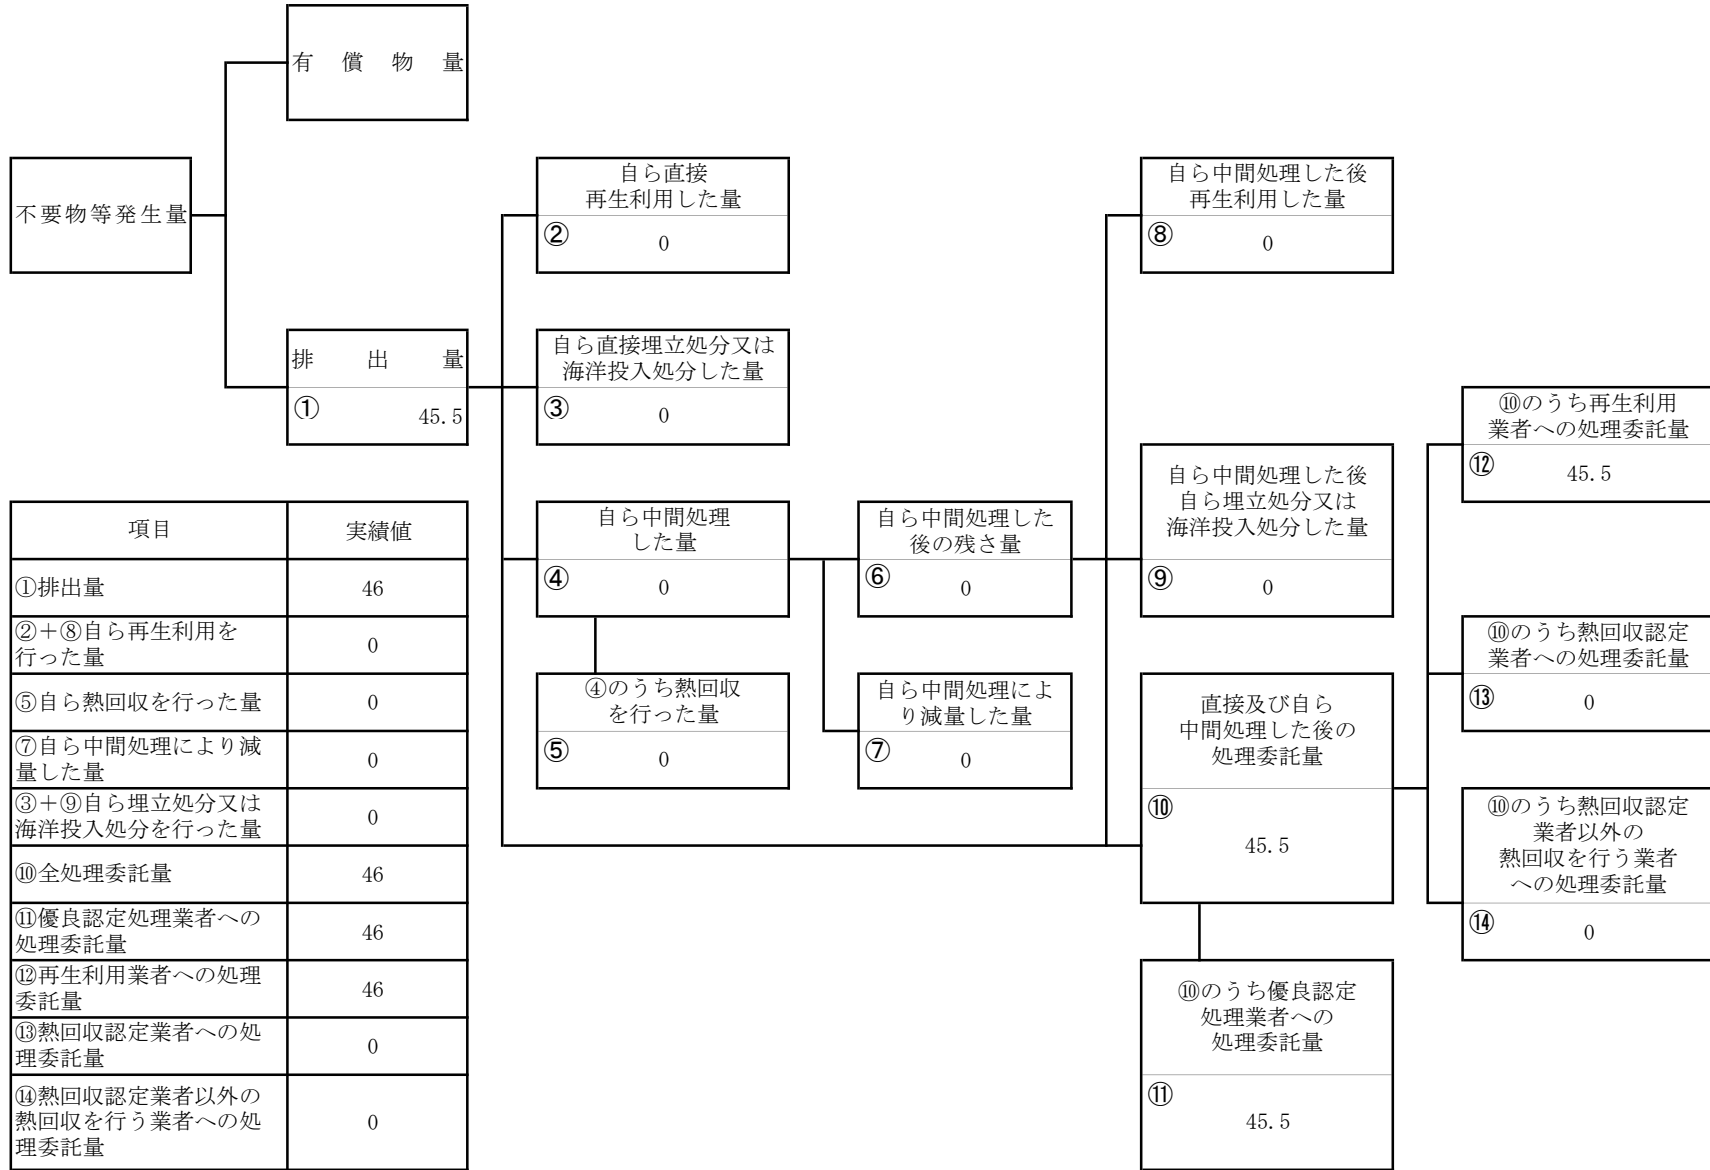 有償物量
不要物等発生量
排出量
①
45.5
自ら直接
再生利用した量
②
0
自ら直接埋立処分又は
海洋投入処分した量
③
0
自ら中間処理
した量
④
0
④のうち熱回収
を行った量
⑤
0
自ら中間処理した
後の残さ量
⑥
0
自ら中間処理によ
り減量した量
⑦
0
自ら中間処理した後
再生利用した量
⑧
0
自ら中間処理した後
自ら埋立処分又は
海洋投入処分した量
⑨
0
直接及び自ら
中間処理した後の
処理委託量
⑩
45.5
⑩のうち優良認定
処理業者への
処理委託量
⑪
45.5
⑩のうち再生利用
業者への処理委託量
⑫
45.5
⑩のうち熱回収認定
業者への処理委託量
⑬
0
⑩のうち熱回収認定
業者以外の
熱回収を行う業者
への処理委託量
⑭
0
項目 実績値
①排出量 46
②+⑧自ら再生利用を
行った量 0
⑤自ら熱回収を行った量 0
⑦自ら中間処理により減
量した量 0
③+⑨自ら埋立処分又は
海洋投入処分を行った量 0
⑩全処理委託量 46
⑪優良認定処理業者への
処理委託量 46
⑫再生利用業者への処理
委託量 46
⑬熱回収認定業者への処
理委託量 0
⑭熱回収認定業者以外の
熱回収を行う業者への処
理委託量 0